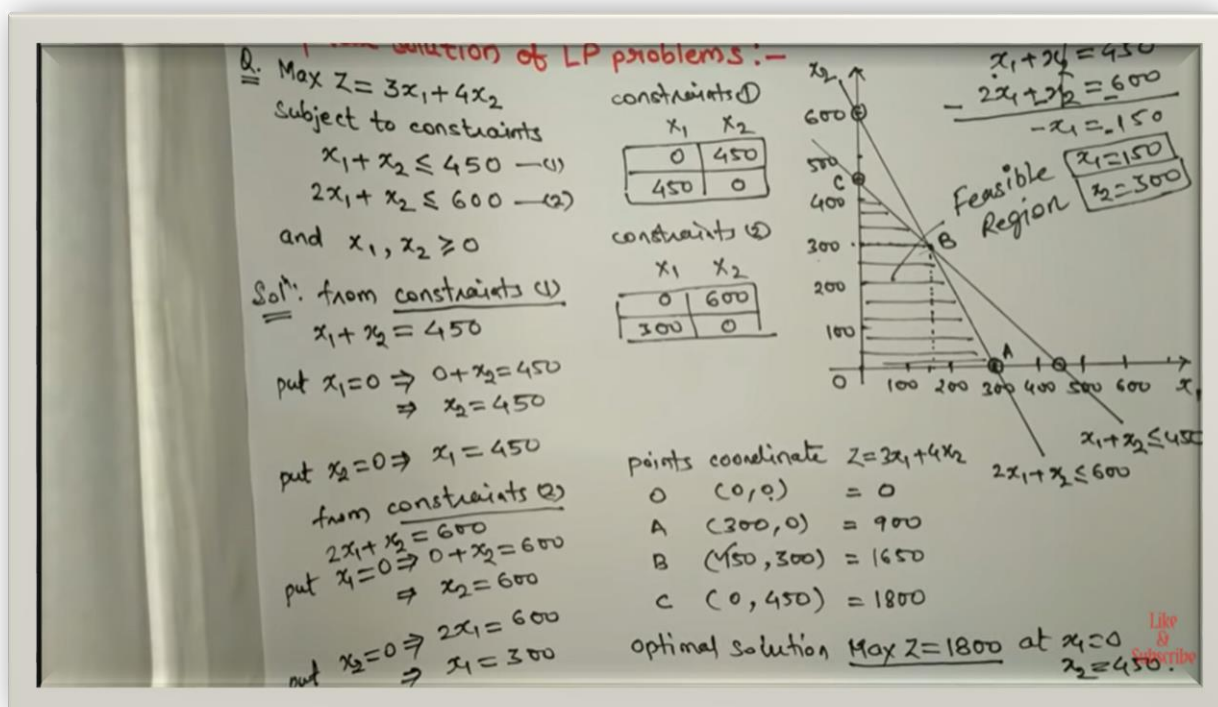 solution of LP problems:-
Q. Max Z = 3x₁ + 4x₂
Subject to constraints
x₁ + x₂ ≤ 450 —(1)
2x₁ + x₂ ≤ 600 —(2)
and x₁, x₂ ≥ 0
Solⁿ: from constraints (1)
x₁ + x₂ = 450
put x₁=0 ⇒ 0+x₂=450
⇒ x₂=450
put x₂=0 ⇒ x₁ = 450
from constraints (2)
2x₁+x₂=600
put x₁=0 ⇒ 0+x₂=600
⇒ x₂=600
put x₂=0 ⇒ 2x₁=600
⇒ x₁=300
constraints ①
x₁ x₂
0 450
450 0
constraints ②
x₁ x₂
0 600
300 0
x₁+x₂=450
- 2x₁+x₂=600
-x₁=-150
x₁=150
x₂=300
x₂
600
500
C
400
300
200
100
0
100 200 300 400 500 600 x₁
Feasible
Region
B
A
x₁+x₂≤450
2x₁+x₂≤600
points coordinate Z=3x₁+4x₂
O (0,0) = 0
A (300,0) = 900
B (150,300) = 1650
C (0,450) = 1800
optimal solution Max Z=1800 at x₁=0
x₂=450.
Like
&
Subscribe